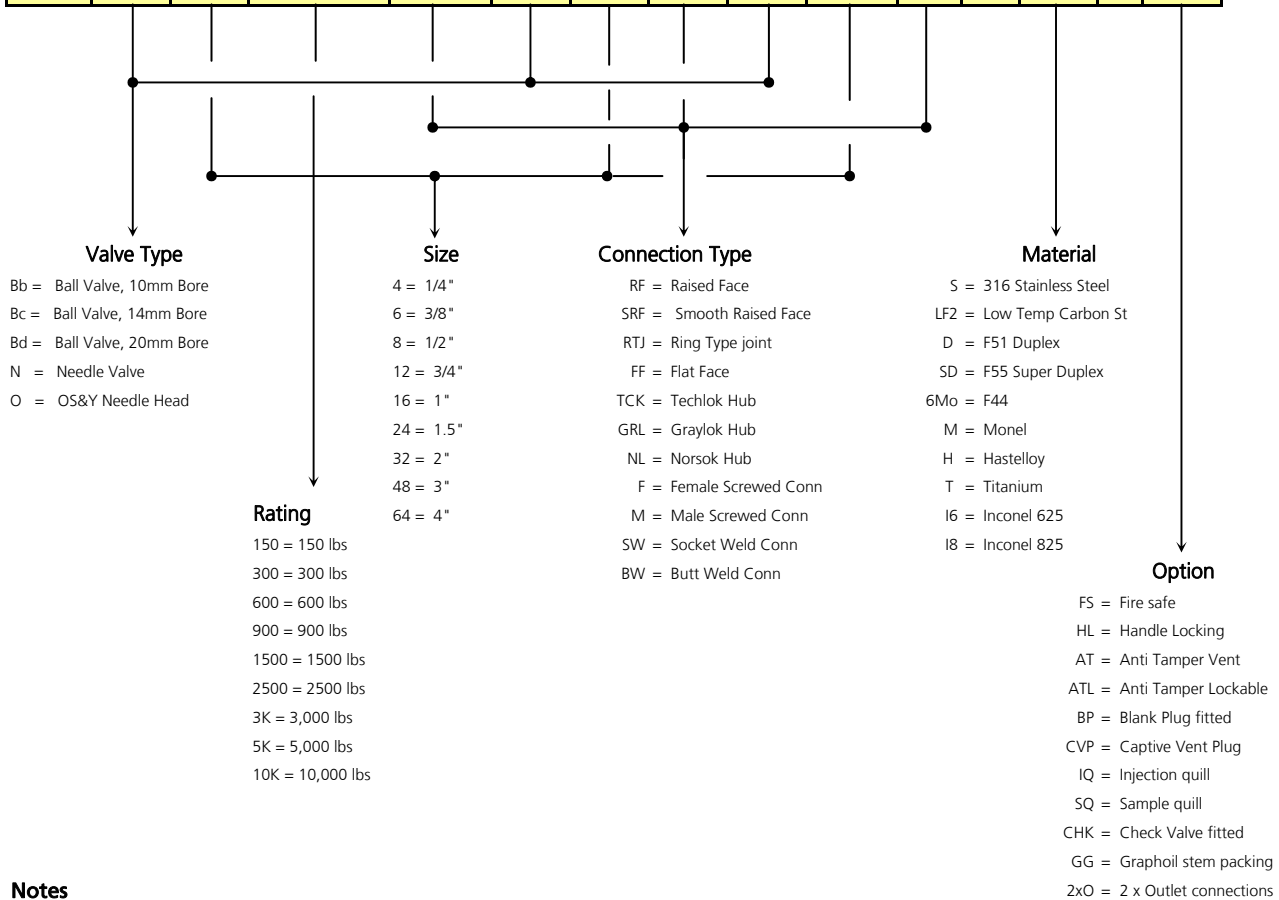 Valve Type
Bb = Ball Valve, 10mm Bore
Bc = Ball Valve, 14mm Bore
Bd = Ball Valve, 20mm Bore
N = Needle Valve
O = OS&Y Needle Head
Rating
150 = 150 lbs
300 = 300 lbs
600 = 600 lbs
900 = 900 lbs
1500 = 1500 lbs
2500 = 2500 lbs
3K = 3,000 lbs
5K = 5,000 lbs
10K = 10,000 lbs
Size
4 = 1/4"
6 = 3/8"
8 = 1/2"
12 = 3/4"
16 = 1"
24 = 1.5"
32 = 2"
48 = 3"
64 = 4"
Connection Type
RF = Raised Face
SRF = Smooth Raised Face
RTJ = Ring Type joint
FF = Flat Face
TCK = Techlok Hub
GRL = Graylok Hub
NL = Norsok Hub
F = Female Screwed Conn
M = Male Screwed Conn
SW = Socket Weld Conn
BW = Butt Weld Conn
Material
S = 316 Stainless Steel
LF2 = Low Temp Carbon St
D = F51 Duplex
SD = F55 Super Duplex
6Mo = F44
M = Monel
H = Hastelloy
T = Titanium
I6 = Inconel 625
I8 = Inconel 825
Option
FS = Fire safe
HL = Handle Locking
AT = Anti Tamper Vent
ATL = Anti Tamper Lockable
BP = Blank Plug fitted
CVP = Captive Vent Plug
IQ = Injection quill
SQ = Sample quill
CHK = Check Valve fitted
GG = Graphoil stem packing
2xO = 2 x Outlet connections
Notes